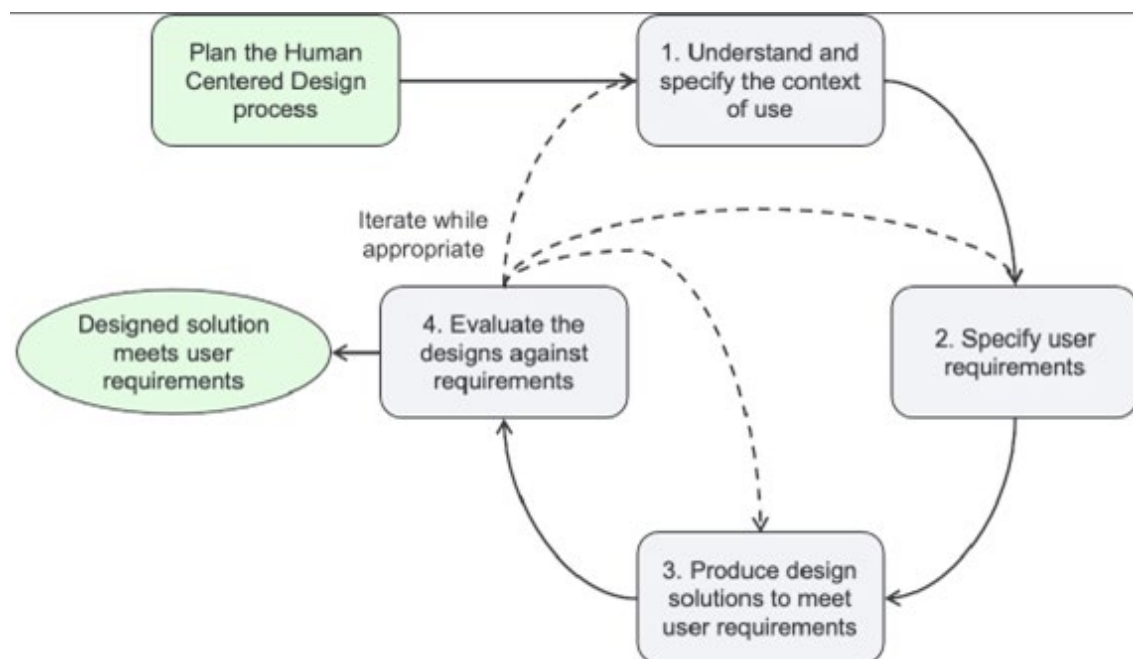 Plan the Human
Centered Design
process
1. Understand and
specify the context
of use
Iterate while
appropriate
Designed solution
meets user
requirements
4. Evaluate the
designs against
requirements
2. Specify user
requirements
3. Produce design
solutions to meet
user requirements